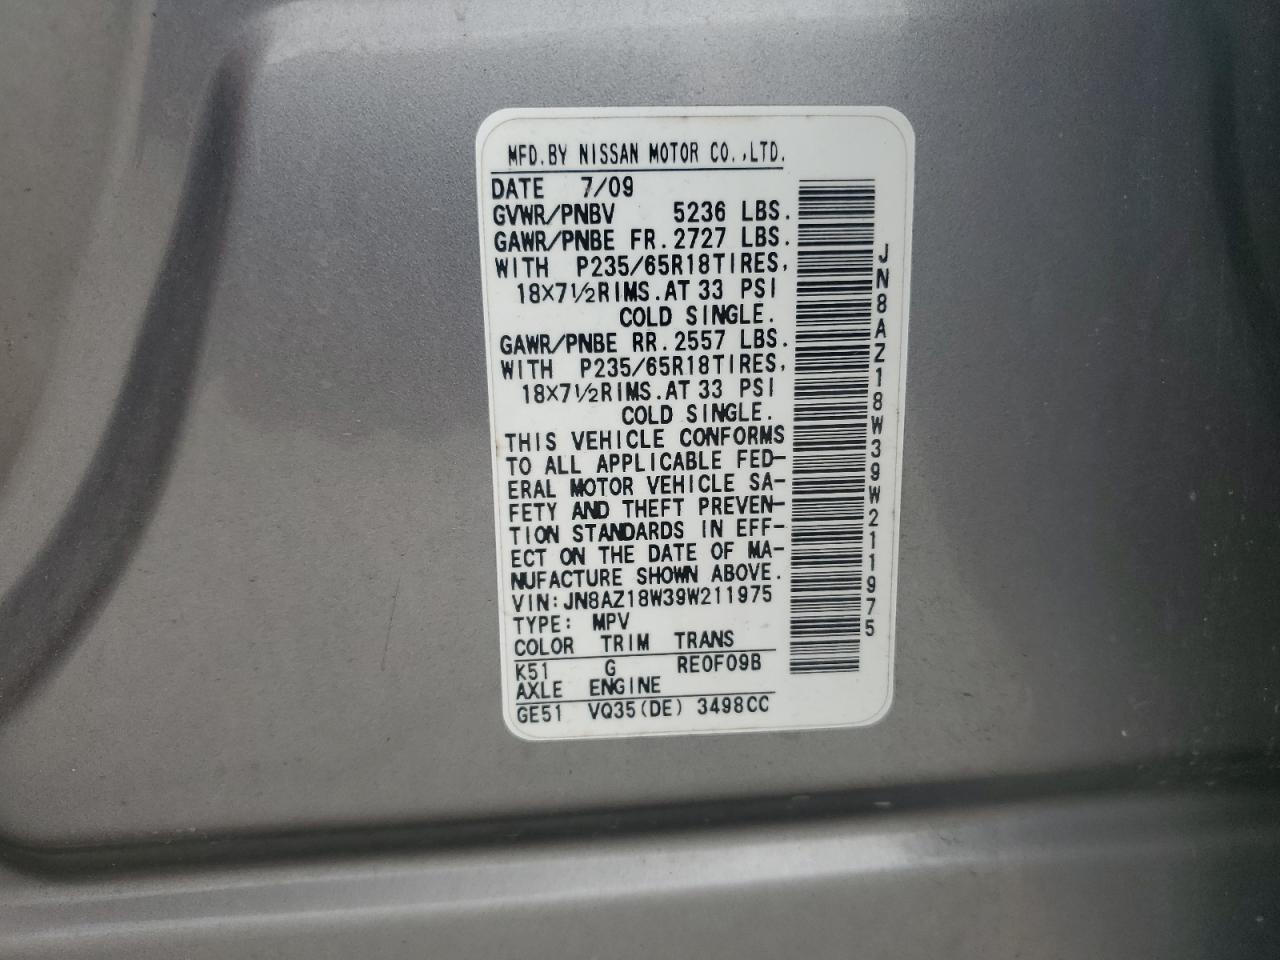 MFD.BY NISSAN MOTOR CO.,LTD.
DATE 7/09
GVWR/PNBV 5236 LBS.
GAWR/PNBE FR.2727 LBS.
WITH P235/65R18TIRES,
18×7½RIMS.AT 33 PSI
COLD SINGLE.
GAWR/PNBE RR.2557 LBS.
WITH P235/65R18TIRES,
18×7½RIMS.AT 33 PSI
COLD SINGLE.
THIS VEHICLE CONFORMS
TO ALL APPLICABLE FED-
ERAL MOTOR VEHICLE SA-
FETY AND THEFT PREVEN-
TION STANDARDS IN EFF-
ECT ON THE DATE OF MA-
NUFACTURE SHOWN ABOVE.
VIN:JN8AZ18W39W211975
TYPE: MPV
COLOR TRIM TRANS
K51 G RE0F09B
AXLE ENGINE
GE51 VQ35(DE) 3498CC
JN8AZ18W39W211975